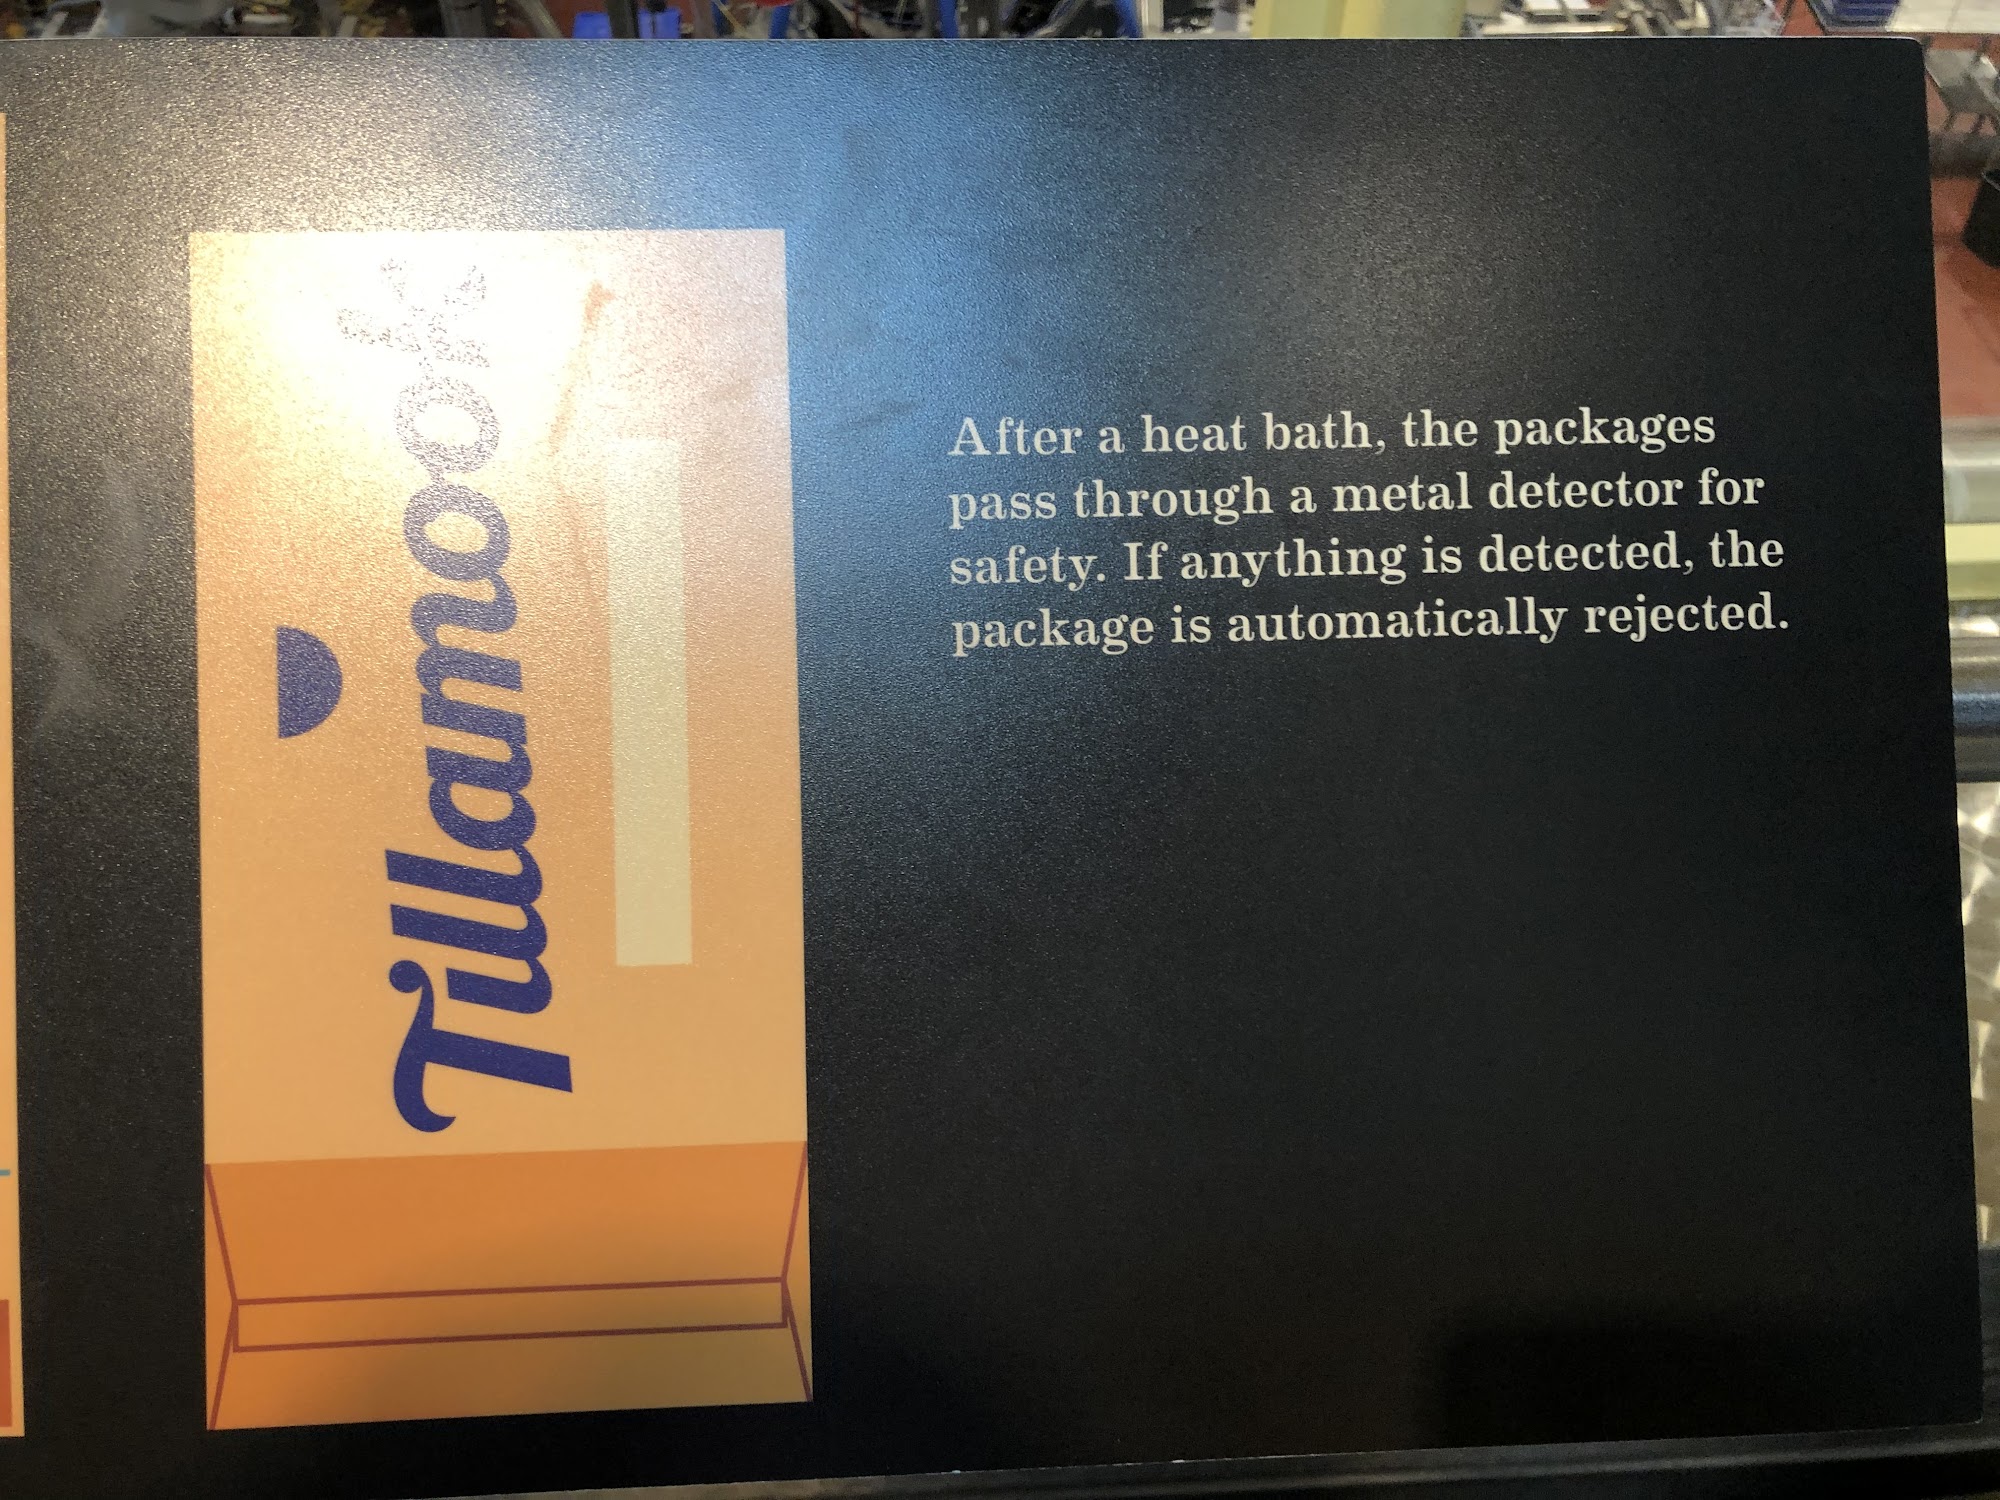 Tillamook
After a heat bath, the packages
pass through a metal detector for
safety. If anything is detected, the
package is automatically rejected.